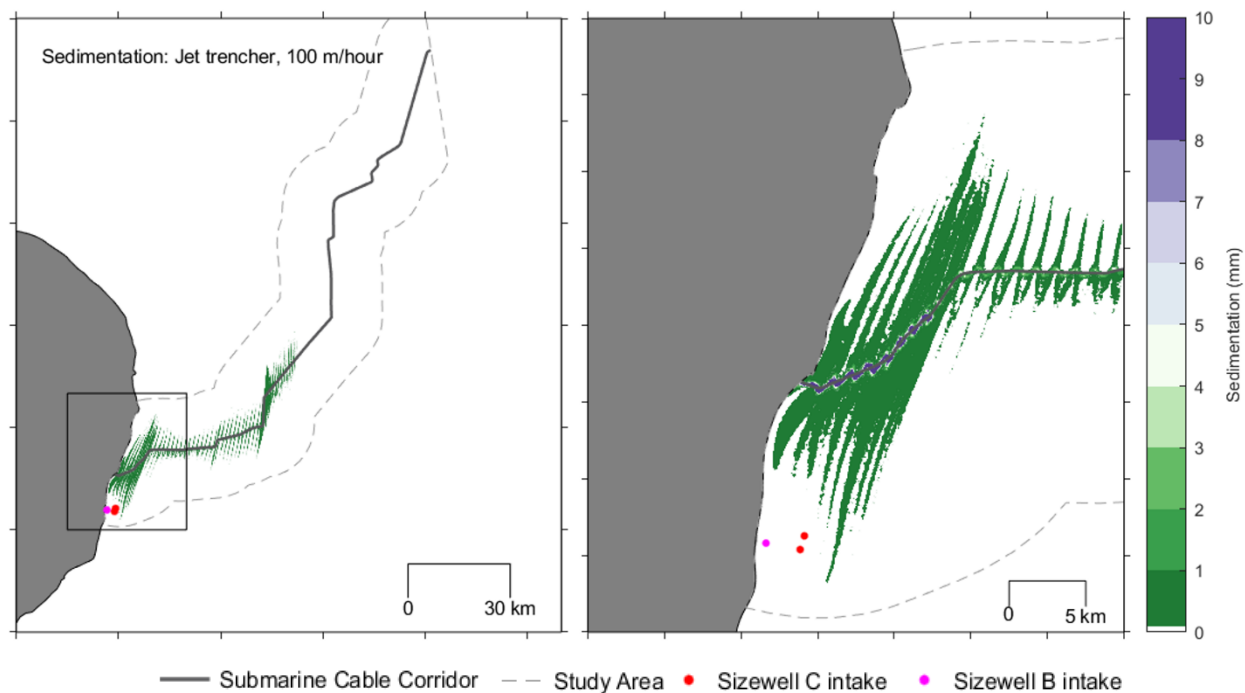 Sedimentation: Jet trencher, 100 m/hour
0 30 km
0 5 km
10
9
8
7
6
5
4
3
2
1
0
Sedimentation (mm)
Submarine Cable Corridor Study Area Sizewell C intake Sizewell B intake